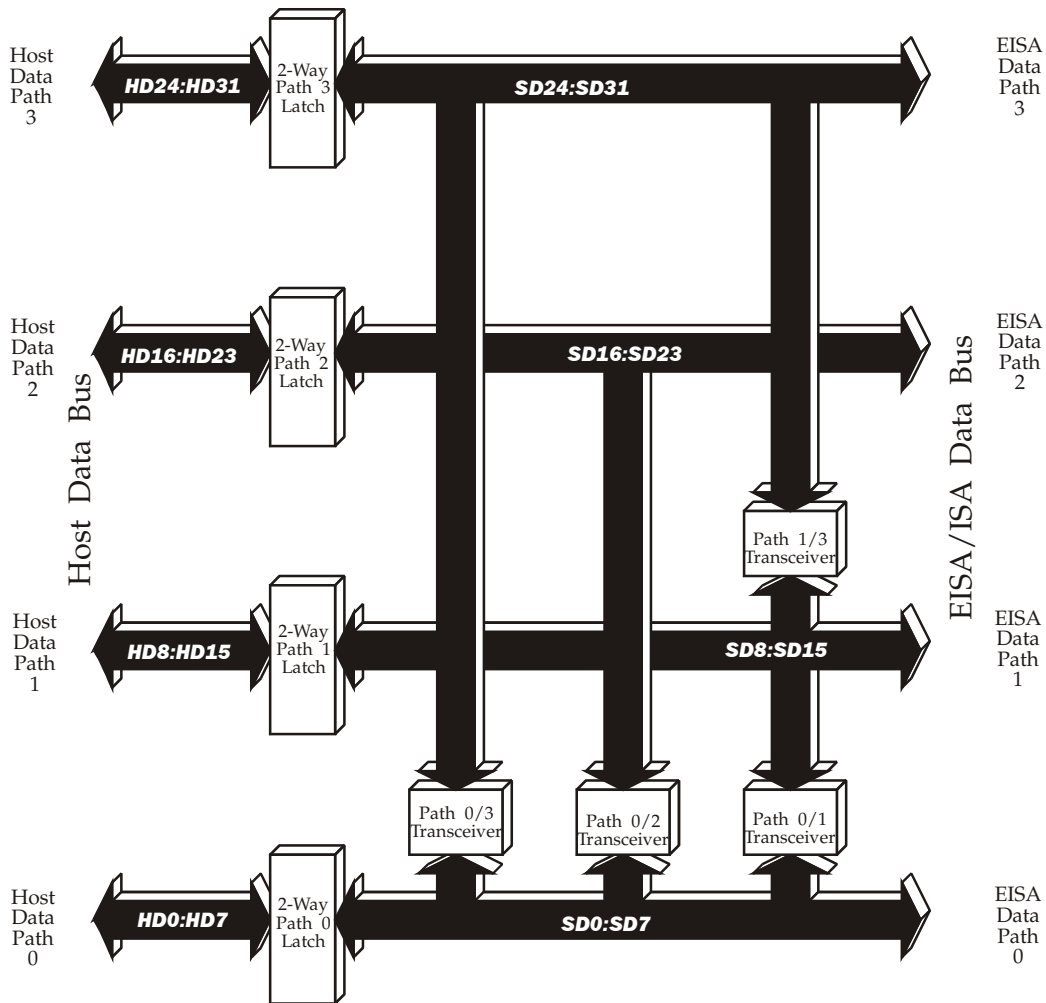 Host
Data
Path
3
HD24:HD31
2-Way
Path 3
Latch
SD24:SD31
EISA
Data
Path
3
Host
Data
Path
2
HD16:HD23
2-Way
Path 2
Latch
SD16:SD23
EISA
Data
Path
2
Host Data Bus
EISA/ISA Data Bus
Path 1/3
Transceiver
Host
Data
Path
1
HD8:HD15
2-Way
Path 1
Latch
SD8:SD15
EISA
Data
Path
1
Path 0/3
Transceiver
Path 0/2
Transceiver
Path 0/1
Transceiver
Host
Data
Path
0
HD0:HD7
2-Way
Path 0
Latch
SD0:SD7
EISA
Data
Path
0